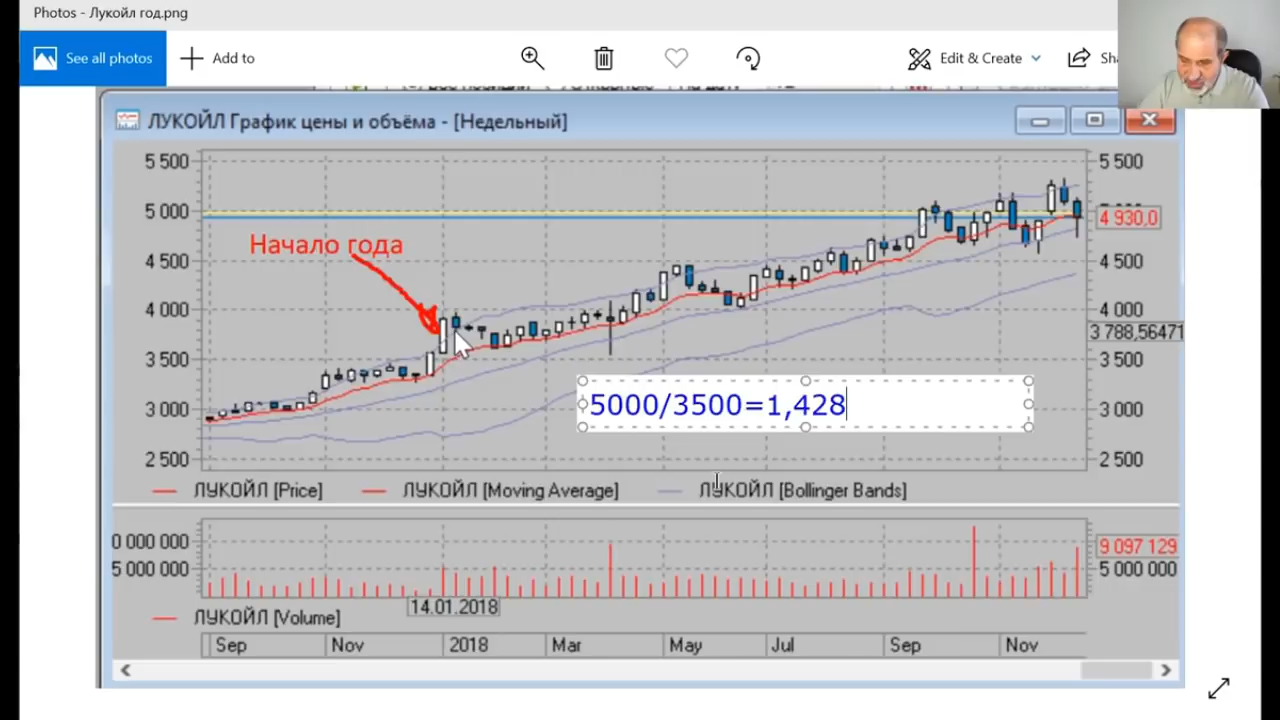 Photos - Лукойл год.png
See all photos
Add to
Edit & Create
ЛУКОЙЛ График цены и объёма - [Недельный]
5 500
5 500
5 000
4 930,0
Начало года
4 500
4 500
4 000
4 000
3 788,56471
3 500
3 500
5000/3500=1,428
3 000
3 000
2 500
2 500
ЛУКОЙЛ [Price]
ЛУКОЙЛ [Moving Average]
ЛУКОЙЛ [Bollinger Bands]
0 000 000
9 097 129
5 000 000
5 000 000
14.01.2018
ЛУКОЙЛ [Volume]
Sep Nov 2018 Mar May Jul Sep Nov